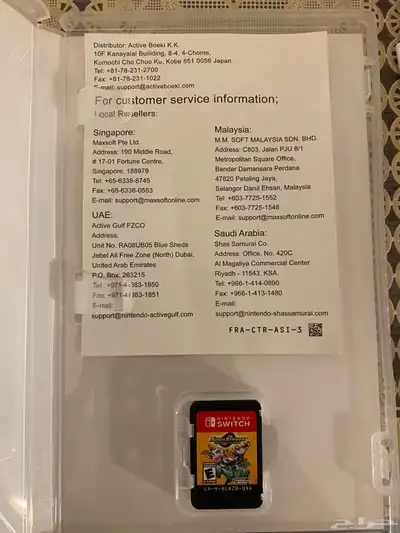 Distributor: Active Boeki K.K.
10F Kanayalal Building, 8-4, 4-Chome,
Kumochi Cho Chuo Ku, Kobe 651 0056 Japan
Tel: +81-78-231-2700
Fax: +81-78-231-1022
E-mail: support@activeboeki.com
For customer service information;
Local Resellers:
Singapore:
Maxsoft Pte Ltd.
Address: 190 Middle Road,
# 17-01 Fortune Centre,
Singapore, 188979
Tel: +65-6338-8745
Fax: +65-6338-0553
E-mail: support@maxsoftonline.com
UAE:
Active Gulf FZCO
Address:
Unit No. RA08UB05 Blue Sheds
Jebel Ali Free Zone (North) Dubai,
United Arab Emirates
P.O. Box: 263215
Tel: +971-4-883-1850
Fax: +971-4-883-1851
E-mail:
support@nintendo-activegulf.com
Malaysia:
M.M. SOFT MALAYSIA SDN. BHD.
Address: C803, Jalan PJU 8/1
Metropolitan Square Office,
Bandar Damansara Perdana
47820 Petaling Jaya,
Selangor Darul Ehsan, Malaysia
Tel: +603-7725-1552
Fax: +603-7725-1548
E-mail: support@maxsoftonline.com
Saudi Arabia:
Shas Samurai Co.
Address: Office. No. 420C
Al Magaliya Commercial Center
Riyadh - 11543, KSA.
Tel: +966-1-414-0890
Fax: +966-1-413-1480
E-mail:
support@nintendo-shassamurai.com
FRA-CTR-ASI-3
NINTENDO
SWITCH
E
حراج